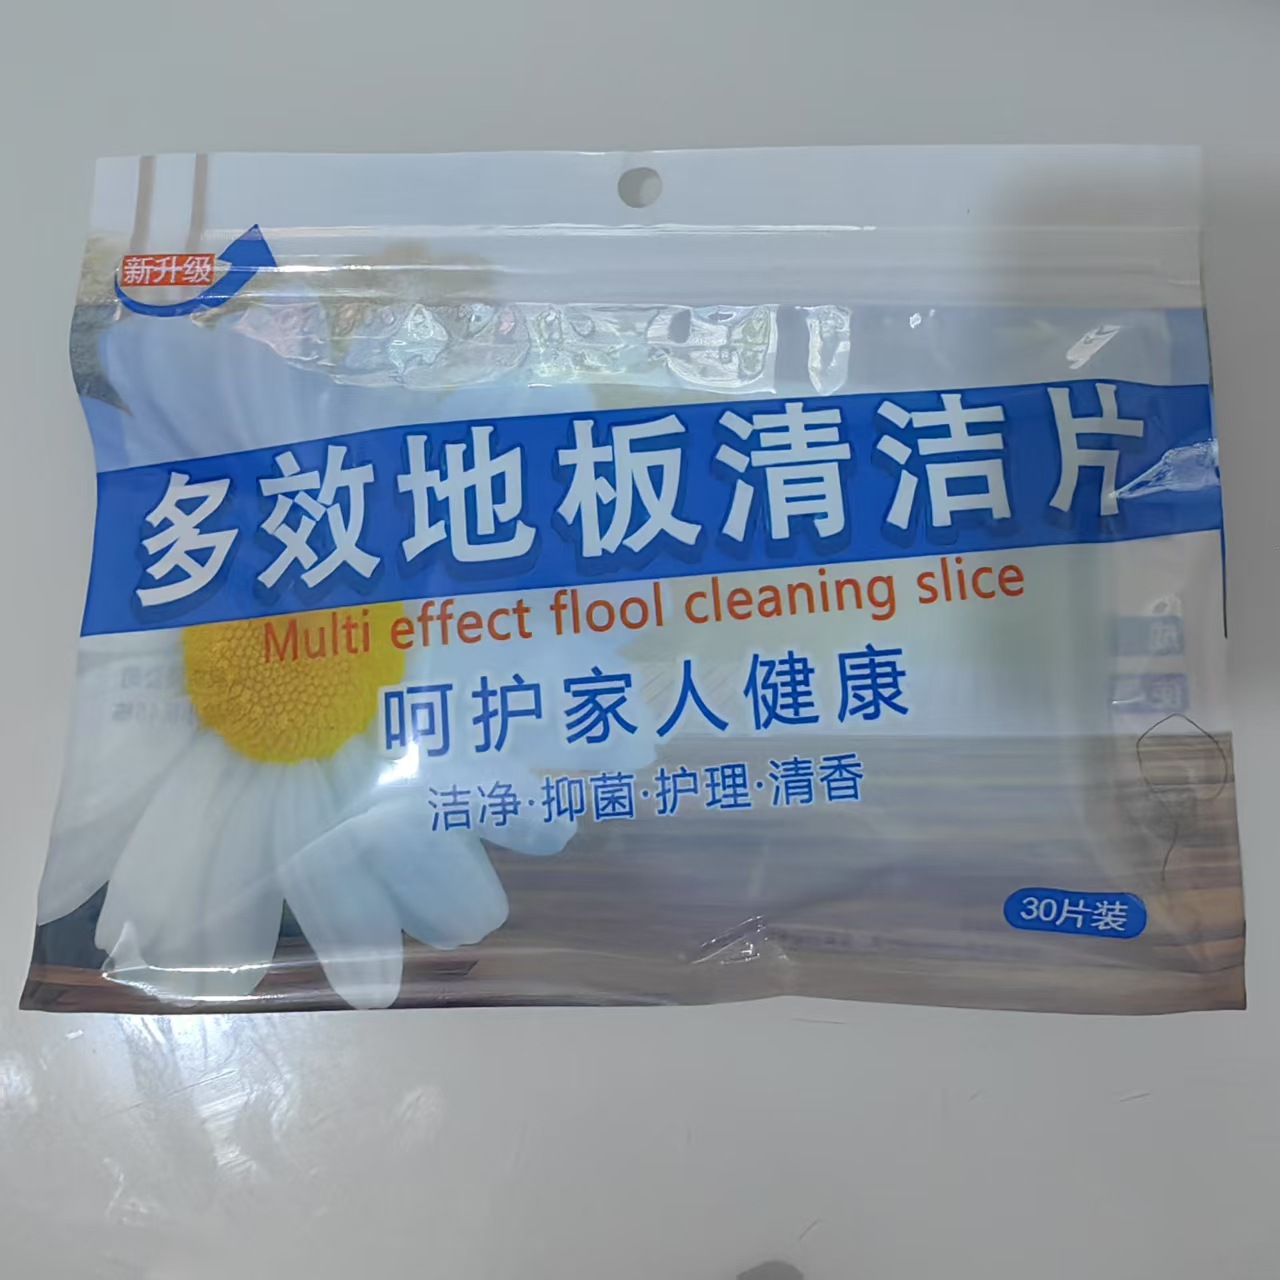 新升级
多效地板清洁片
Multi effect flool cleaning slice
呵护家人健康
洁净·抑菌·护理·清香
30片装